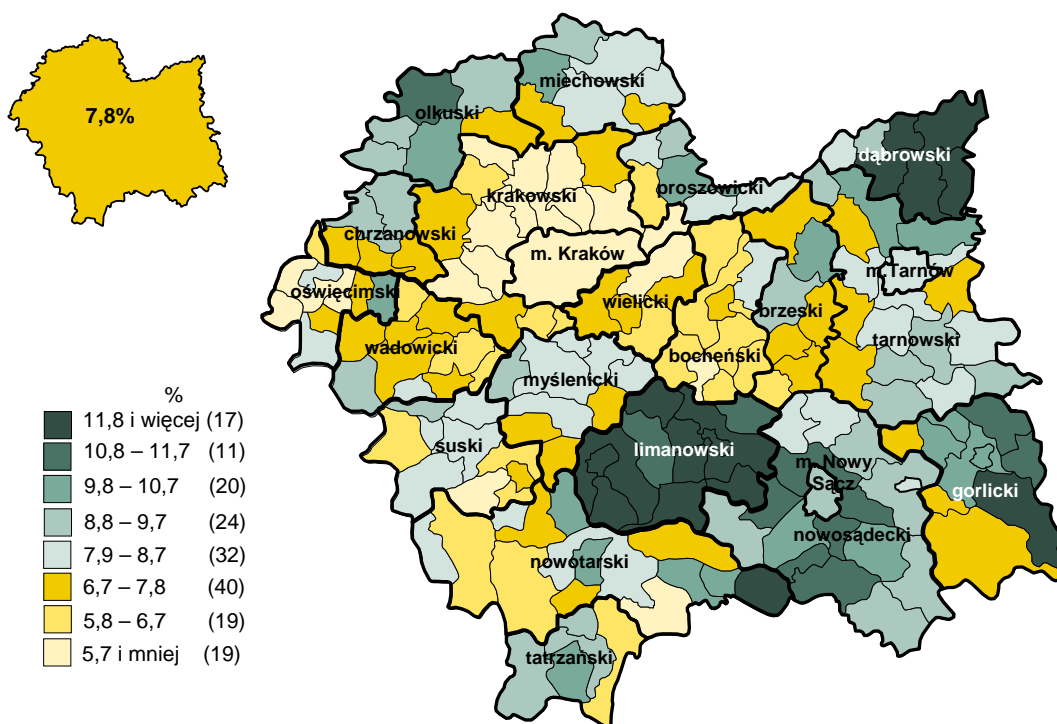 7,8%
miechowski
olkuski
dąbrowski
proszowicki
krakowski
chrzanowski
m. Kraków
m.Tarnów
oświęcimski
wielicki
brzeski
tarnowski
wadowicki
bocheński
myślenicki
%
11,8 i więcej (17)
10,8 – 11,7 (11)
9,8 – 10,7 (20)
8,8 – 9,7 (24)
7,9 – 8,7 (32)
6,7 – 7,8 (40)
5,8 – 6,7 (19)
5,7 i mniej (19)
suski
limanowski
m. Nowy
Sącz
gorlicki
nowosądecki
nowotarski
tatrzański